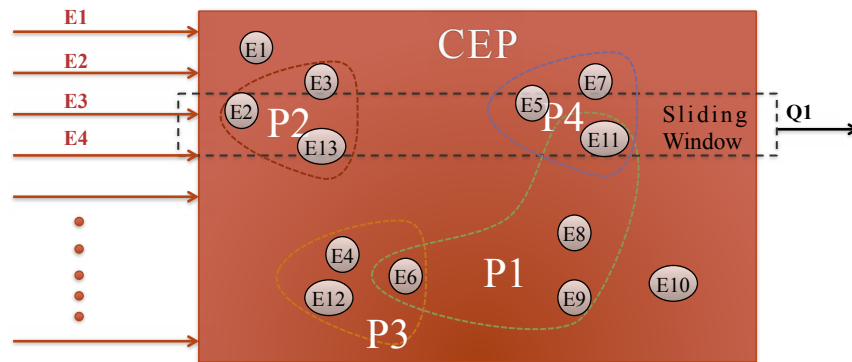 E1
E2
E3
E4
CEP
E1
E3
E7
E2
P2
E5
P4
E13
E11
Sliding
Window
Q1
E8
E4
E6
P1
E12
E9
E10
P3